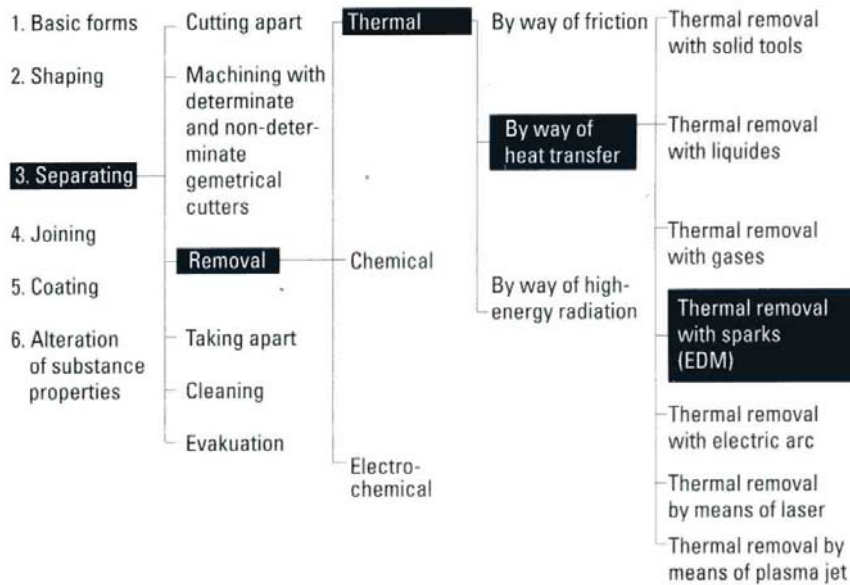 1. Basic forms
2. Shaping
3. Separating
4. Joining
5. Coating
6. Alteration
of substance
properties
Cutting apart
Machining with
determinate
and non-deter-
minate
gemetrical
cutters
Removal
Taking apart
Cleaning
Evakuation
Thermal
Chemical
Electro-
chemical
By way of friction
By way of
heat transfer
By way of high-
energy radiation
Thermal removal
with solid tools
Thermal removal
with liquides
Thermal removal
with gases
Thermal removal
with sparks
(EDM)
Thermal removal
with electric arc
Thermal removal
by means of laser
Thermal removal by
means of plasma jet